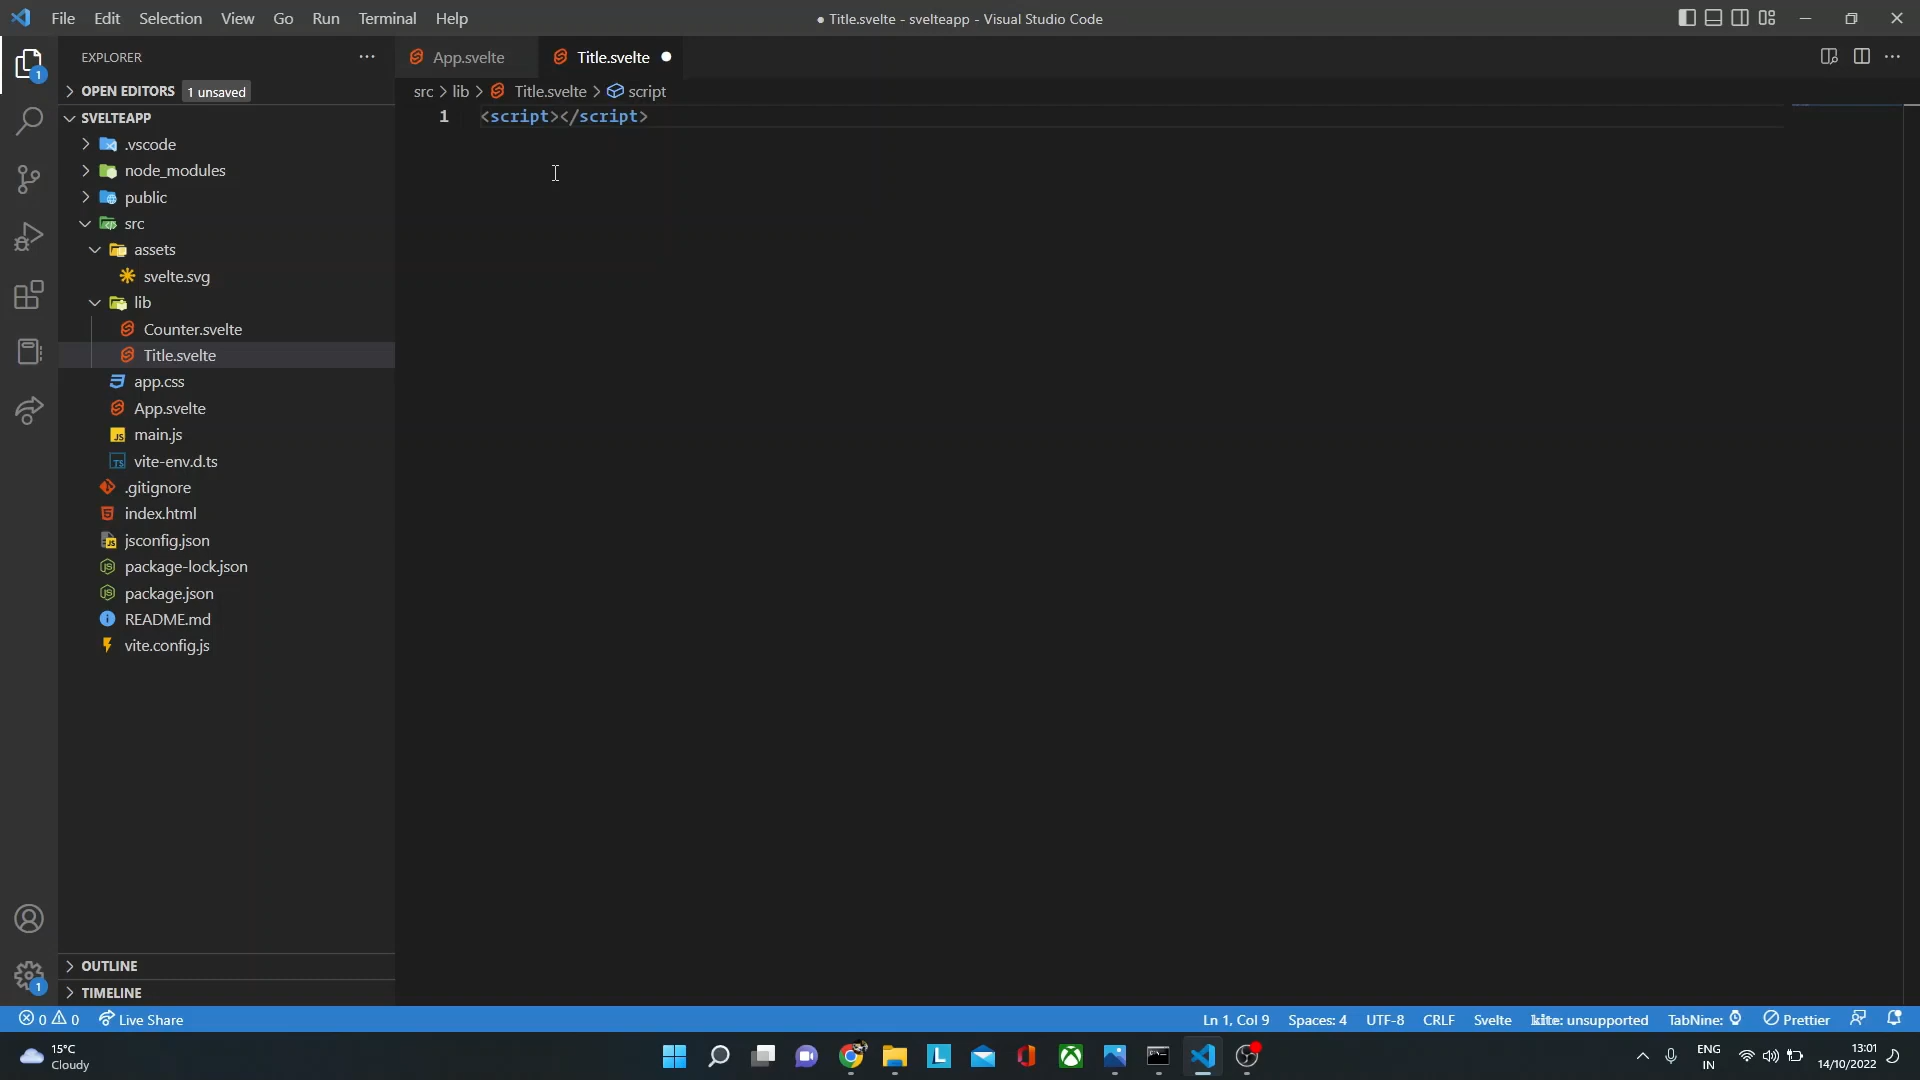 File Edit Selection View Go Run Terminal Help
● Title.svelte - svelteapp - Visual Studio Code
EXPLORER
OPEN EDITORS 1 unsaved
SVELTEAPP
.vscode
node_modules
public
src
assets
svelte.svg
lib
Counter.svelte
Title.svelte
app.css
App.svelte
main.js
vite-env.d.ts
.gitignore
index.html
jsconfig.json
package-lock.json
package.json
README.md
vite.config.js
OUTLINE
TIMELINE
App.svelte Title.svelte
src > lib > Title.svelte > script
1 <script></script>
0 0 Live Share
Ln 1, Col 9 Spaces: 4 UTF-8 CRLF Svelte kite: unsupported TabNine: Prettier
15°C
Cloudy
ENG
IN
13:01
14/10/2022